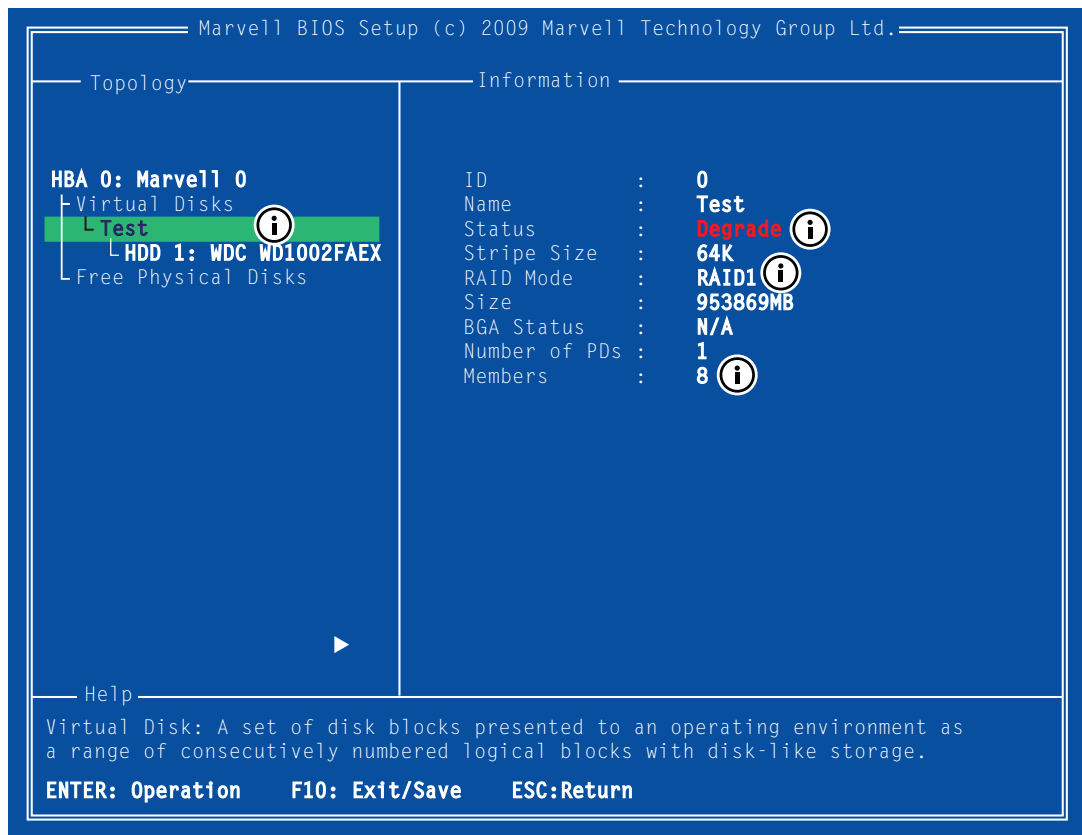 Marvell BIOS Setup (c) 2009 Marvell Technology Group Ltd.
Topology
HBA 0: Marvell 0
Virtual Disks
Test
HDD 1: WDC WD1002FAEX
Free Physical Disks
Information
ID : 0
Name : Test
Status : Degrade
Stripe Size : 64K
RAID Mode : RAID1
Size : 953869MB
BGA Status : N/A
Number of PDs : 1
Members : 8
Help
Virtual Disk: A set of disk blocks presented to an operating environment as
a range of consecutively numbered logical blocks with disk-like storage.
ENTER: Operation F10: Exit/Save ESC:Return